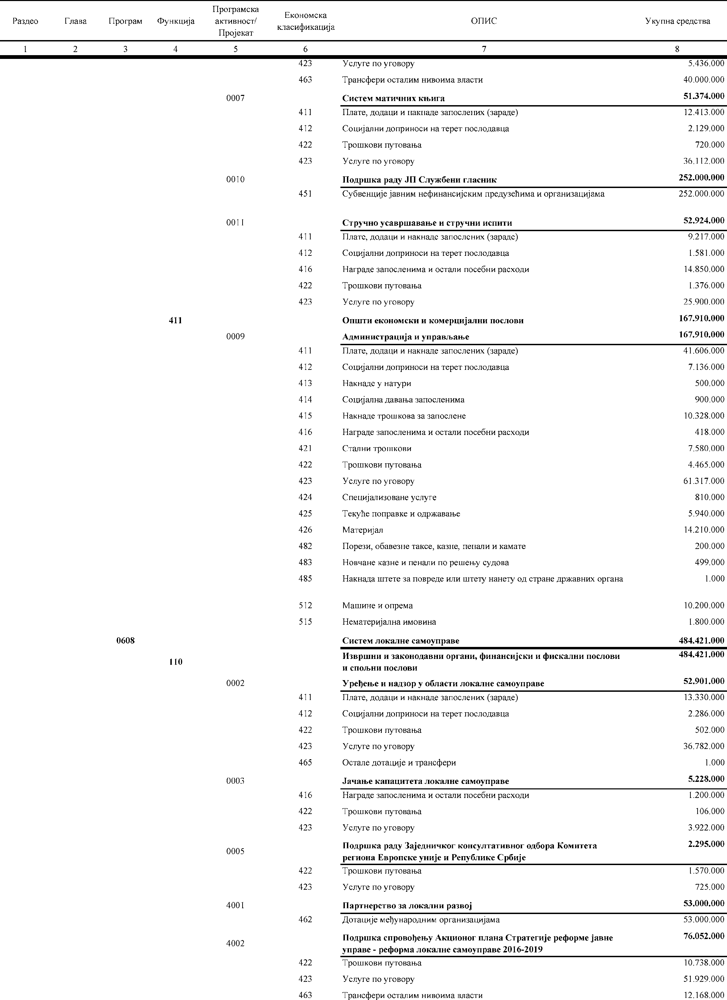 Раздео Глава Програм Функција Програмска активност/ Пројекат Економска класификација ОПИС Укупна средства
1 2 3 4 5 6 7 8
423 Услуге по уговору 5.436.000
463 Трансфери осталим нивоима власти 40.000.000
0007 Систем матичних књига 51.374.000
411 Плате, додаци и накнаде запослених (зараде) 12.413.000
412 Социјални доприноси на терет послодавца 2.129.000
422 Трошкови путовања 720.000
423 Услуге по уговору 36.112.000
0010 Подршка раду ЈП Службени гласник 252.000.000
451 Субвенције јавним нефинансијским предузећима и организацијама 252.000.000
0011 Стручно усавршавање и стручни испити 52.924.000
411 Плате, додаци и накнаде запослених (зараде) 9.217.000
412 Социјални доприноси на терет послодавца 1.581.000
416 Награде запосленима и остали посебни расходи 14.850.000
422 Трошкови путовања 1.376.000
423 Услуге по уговору 25.900.000
411 Општи економски и комерцијални послови 167.910.000
0009 Администрација и управљање 167.910.000
411 Плате, додаци и накнаде запослених (зараде) 41.606.000
412 Социјални доприноси на терет послодавца 7.136.000
413 Накнаде у натури 500.000
414 Социјална давања запосленима 900.000
415 Накнаде трошкова за запослене 10.328.000
416 Награде запосленима и остали посебни расходи 418.000
421 Стални трошкови 7.580.000
422 Трошкови путовања 4.465.000
423 Услуге по уговору 61.317.000
424 Специјализоване услуге 810.000
425 Текуће поправке и одржавање 5.940.000
426 Материјал 14.210.000
482 Порези, обавезне таксе, казне, пенали и камате 200.000
483 Новчане казне и пенали по решењу судова 499.000
485 Накнада штете за повреде или штету нанету од стране државних органа 1.000
512 Машине и опрема 10.200.000
515 Нематеријална имовина 1.800.000
0608 Систем локалне самоуправе 484.421.000
110 Извршни и законодавни органи, финансијски и фискални послови 484.421.000
и спољни послови
0002 Уређење и надзор у области локалне самоуправе 52.901.000
411 Плате, додаци и накнаде запослених (зараде) 13.330.000
412 Социјални доприноси на терет послодавца 2.286.000
422 Трошкови путовања 502.000
423 Услуге по уговору 36.782.000
465 Остале дотације и трансфери 1.000
0003 Јачање капацитета локалне самоуправе 5.228.000
416 Награде запосленима и остали посебни расходи 1.200.000
422 Трошкови путовања 106.000
423 Услуге по уговору 3.922.000
0005 Подршка раду Заједничког консултативног одбора Комитета 2.295.000
региона Европске уније и Републике Србије
422 Трошкови путовања 1.570.000
423 Услуге по уговору 725.000
4001 Партнерство за локални развој 53.000.000
462 Дотације међународним организацијама 53.000.000
4002 Подршка спровођењу Акционог плана Стратегије реформе јавне 76.052.000
управе - реформа локалне самоуправе 2016-2019
422 Трошкови путовања 10.738.000
423 Услуге по уговору 51.929.000
463 Трансфери осталим нивоима власти 12.168.000